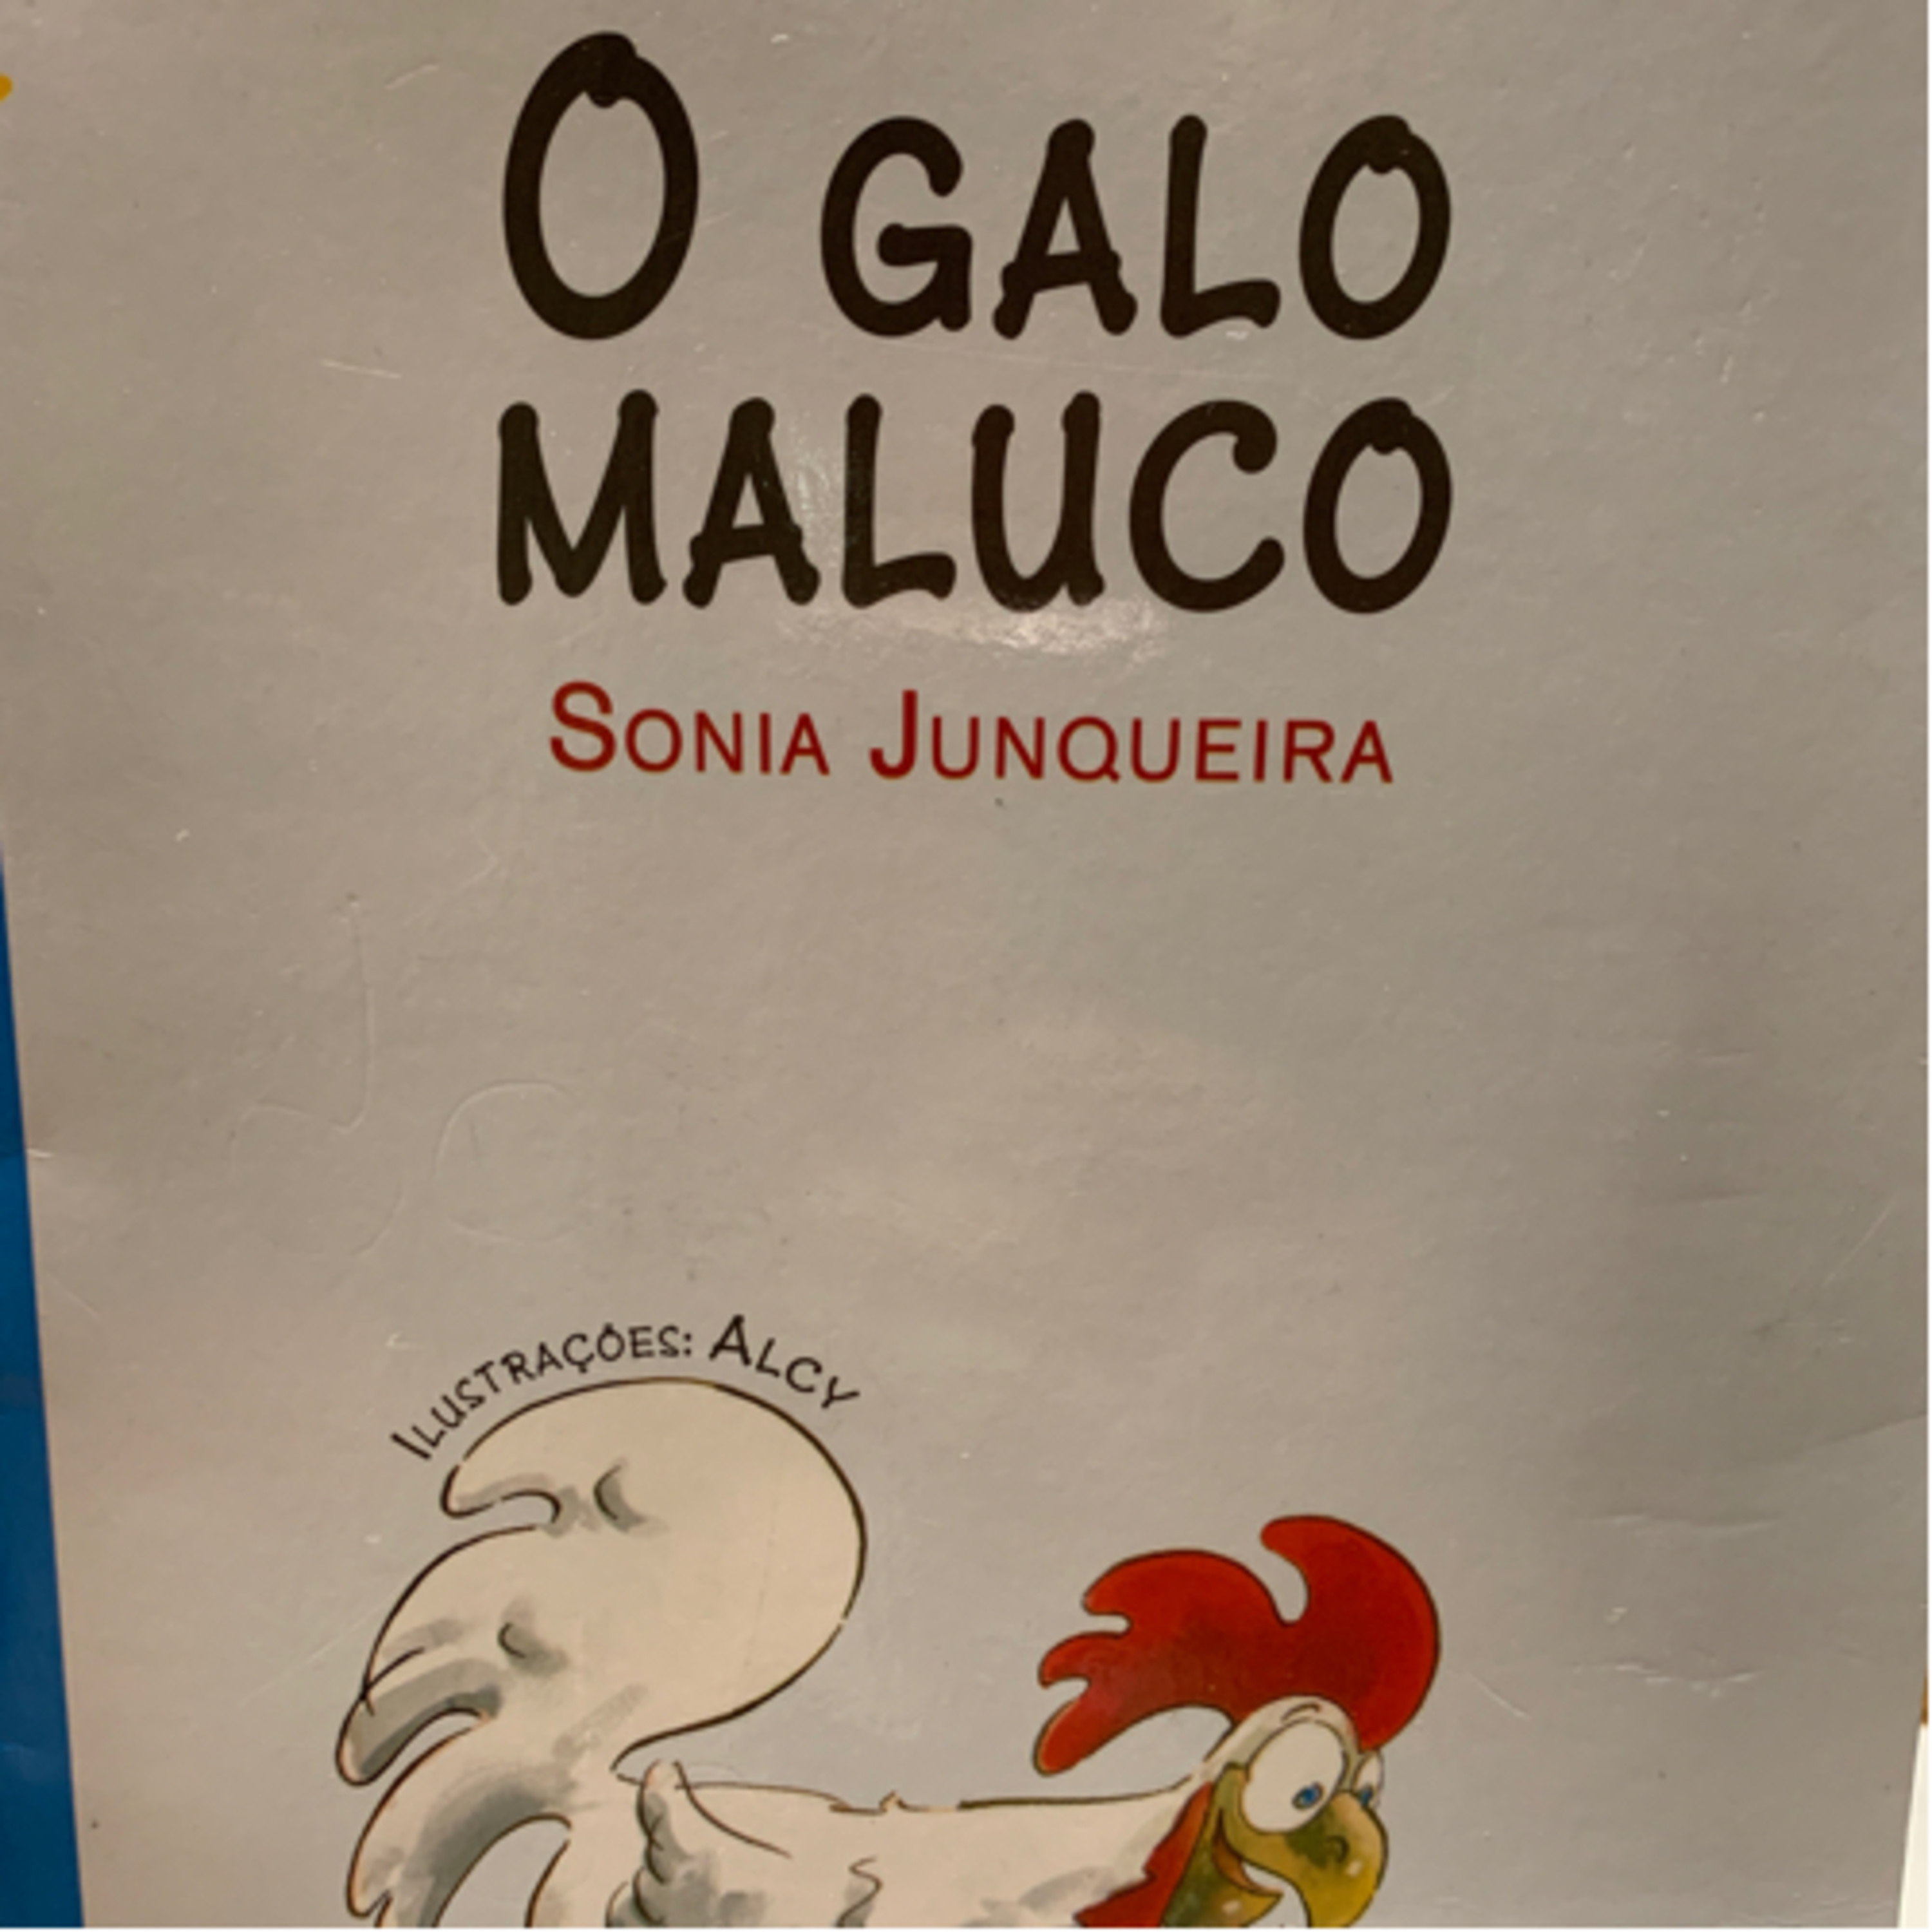 O GALO
MALUCO
SONIA JUNQUEIRA
ILUSTRAÇÕES: ALCY